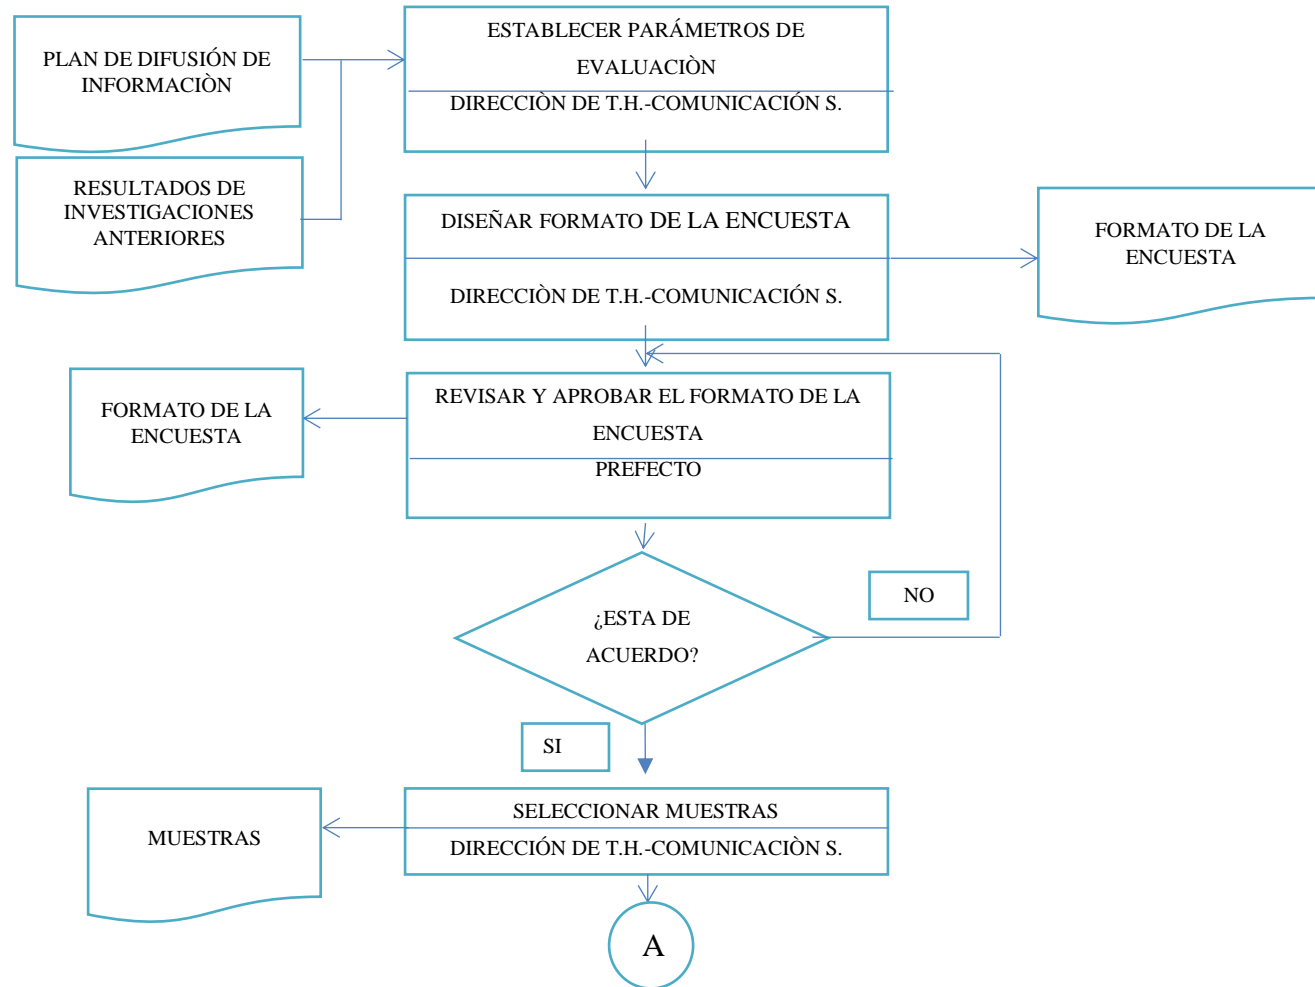 PLAN DE DIFUSIÓN DE
INFORMACIÒN
ESTABLECER PARÁMETROS DE
EVALUACIÒN
DIRECCIÒN DE T.H.-COMUNICACIÓN S.
RESULTADOS DE
INVESTIGACIONES
ANTERIORES
DISEÑAR FORMATO DE LA ENCUESTA
DIRECCIÒN DE T.H.-COMUNICACIÓN S.
FORMATO DE LA
ENCUESTA
FORMATO DE LA
ENCUESTA
REVISAR Y APROBAR EL FORMATO DE LA
ENCUESTA
PREFECTO
¿ESTA DE
ACUERDO?
NO
SI
MUESTRAS
SELECCIONAR MUESTRAS
DIRECCIÓN DE T.H.-COMUNICACIÒN S.
A